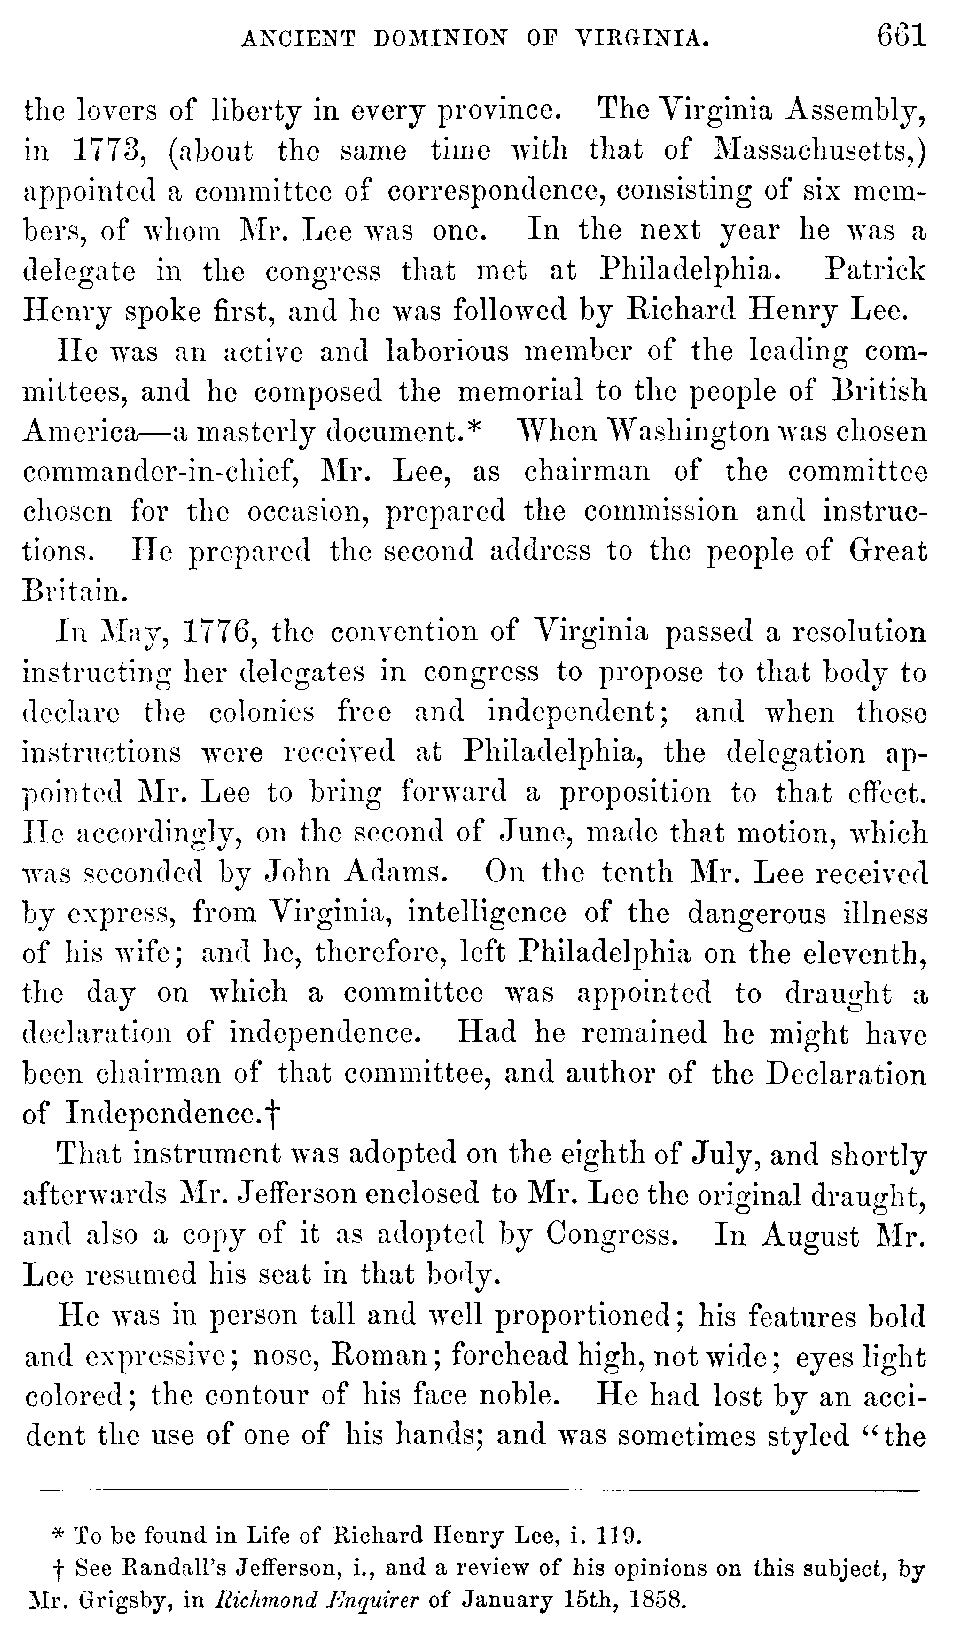 ANCIENT DOMINION OF VIRGINIA. 661
the lovers of liberty in every province. The Virginia Assembly,
in 1773, (about the same time with that of Massachusetts,)
appointed a committee of correspondence, consisting of six mem-
bers, of whom Mr. Lee was one. In the next year he was a
delegate in the congress that met at Philadelphia. Patrick
Henry spoke first, and he was followed by Richard Henry Lee.
He was an active and laborious member of the leading com-
mittees, and he composed the memorial to the people of British
America—a masterly document.* When Washington was chosen
commander-in-chief, Mr. Lee, as chairman of the committee
chosen for the occasion, prepared the commission and instruc-
tions. He prepared the second address to the people of Great
Britain.
In May, 1776, the convention of Virginia passed a resolution
instructing her delegates in congress to propose to that body to
declare the colonies free and independent; and when those
instructions were received at Philadelphia, the delegation ap-
pointed Mr. Lee to bring forward a proposition to that effect.
He accordingly, on the second of June, made that motion, which
was seconded by John Adams. On the tenth Mr. Lee received
by express, from Virginia, intelligence of the dangerous illness
of his wife; and he, therefore, left Philadelphia on the eleventh,
the day on which a committee was appointed to draught a
declaration of independence. Had he remained he might have
been chairman of that committee, and author of the Declaration
of Independence.†
That instrument was adopted on the eighth of July, and shortly
afterwards Mr. Jefferson enclosed to Mr. Lee the original draught,
and also a copy of it as adopted by Congress. In August Mr.
Lee resumed his seat in that body.
He was in person tall and well proportioned; his features bold
and expressive; nose, Roman; forehead high, not wide; eyes light
colored; the contour of his face noble. He had lost by an acci-
dent the use of one of his hands; and was sometimes styled "the
* To be found in Life of Richard Henry Lee, i. 119.
† See Randall's Jefferson, i., and a review of his opinions on this subject, by
Mr. Grigsby, in Richmond Enquirer of January 15th, 1858.